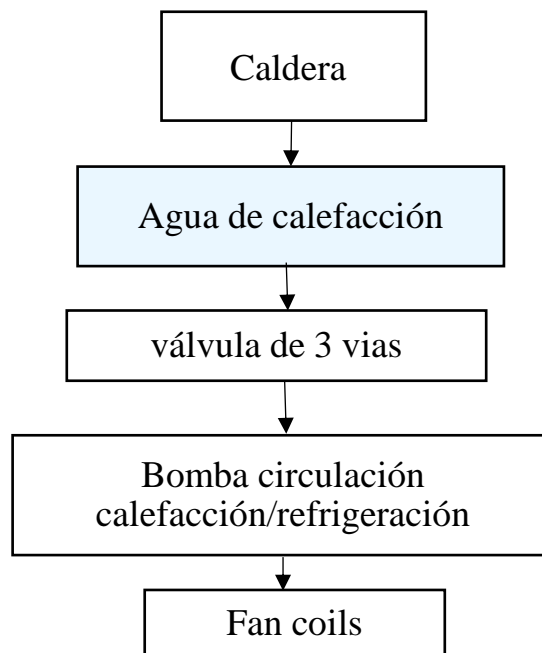 Caldera
Agua de calefacción
válvula de 3 vias
Bomba circulación
calefacción/refrigeración
Fan coils